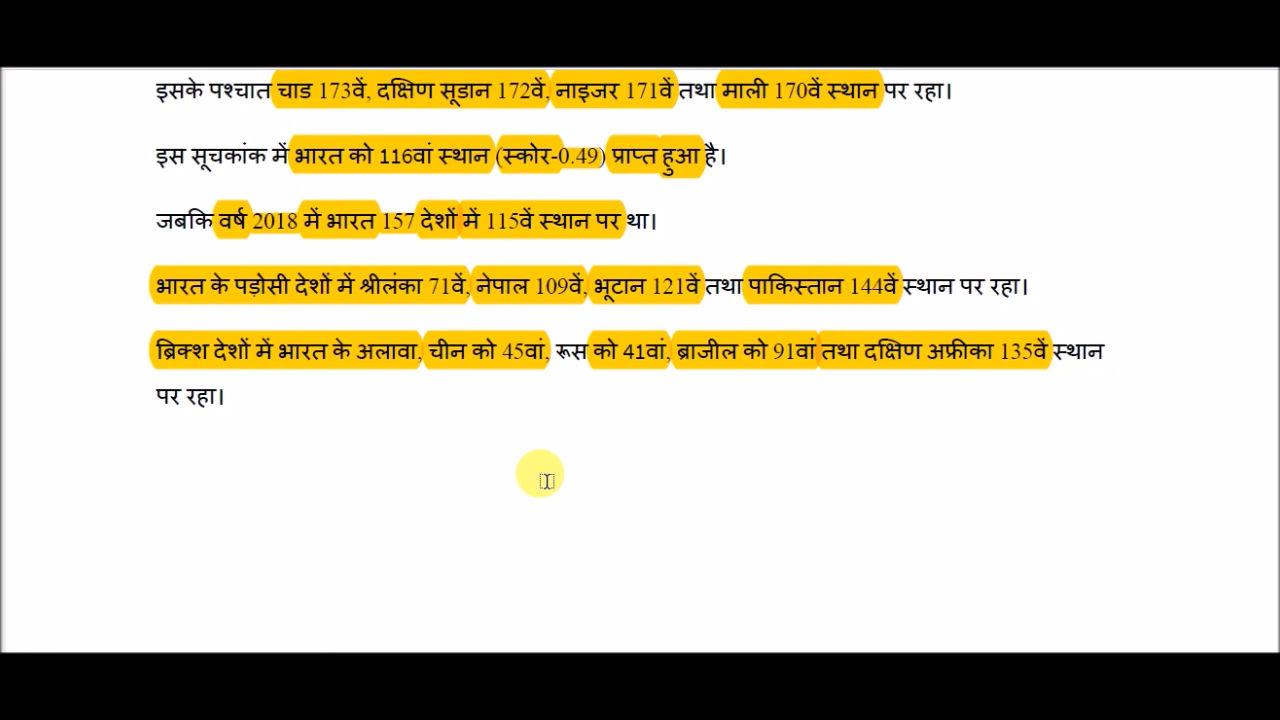 इसके पश्चात चाड 173वें, दक्षिण सूडान 172वें, नाइजर 171वें तथा माली 170वें स्थान पर रहा।
इस सूचकांक में भारत को 116वां स्थान (स्कोर-0.49) प्राप्त हुआ है।
जबकि वर्ष 2018 में भारत 157 देशों में 115वें स्थान पर था।
भारत के पड़ोसी देशों में श्रीलंका 71वें, नेपाल 109वें, भूटान 121वें तथा पाकिस्तान 144वें स्थान पर रहा।
ब्रिक्श देशों में भारत के अलावा, चीन को 45वां, रूस को 41वां, ब्राजील को 91वां तथा दक्षिण अफ्रीका 135वें स्थान
पर रहा।